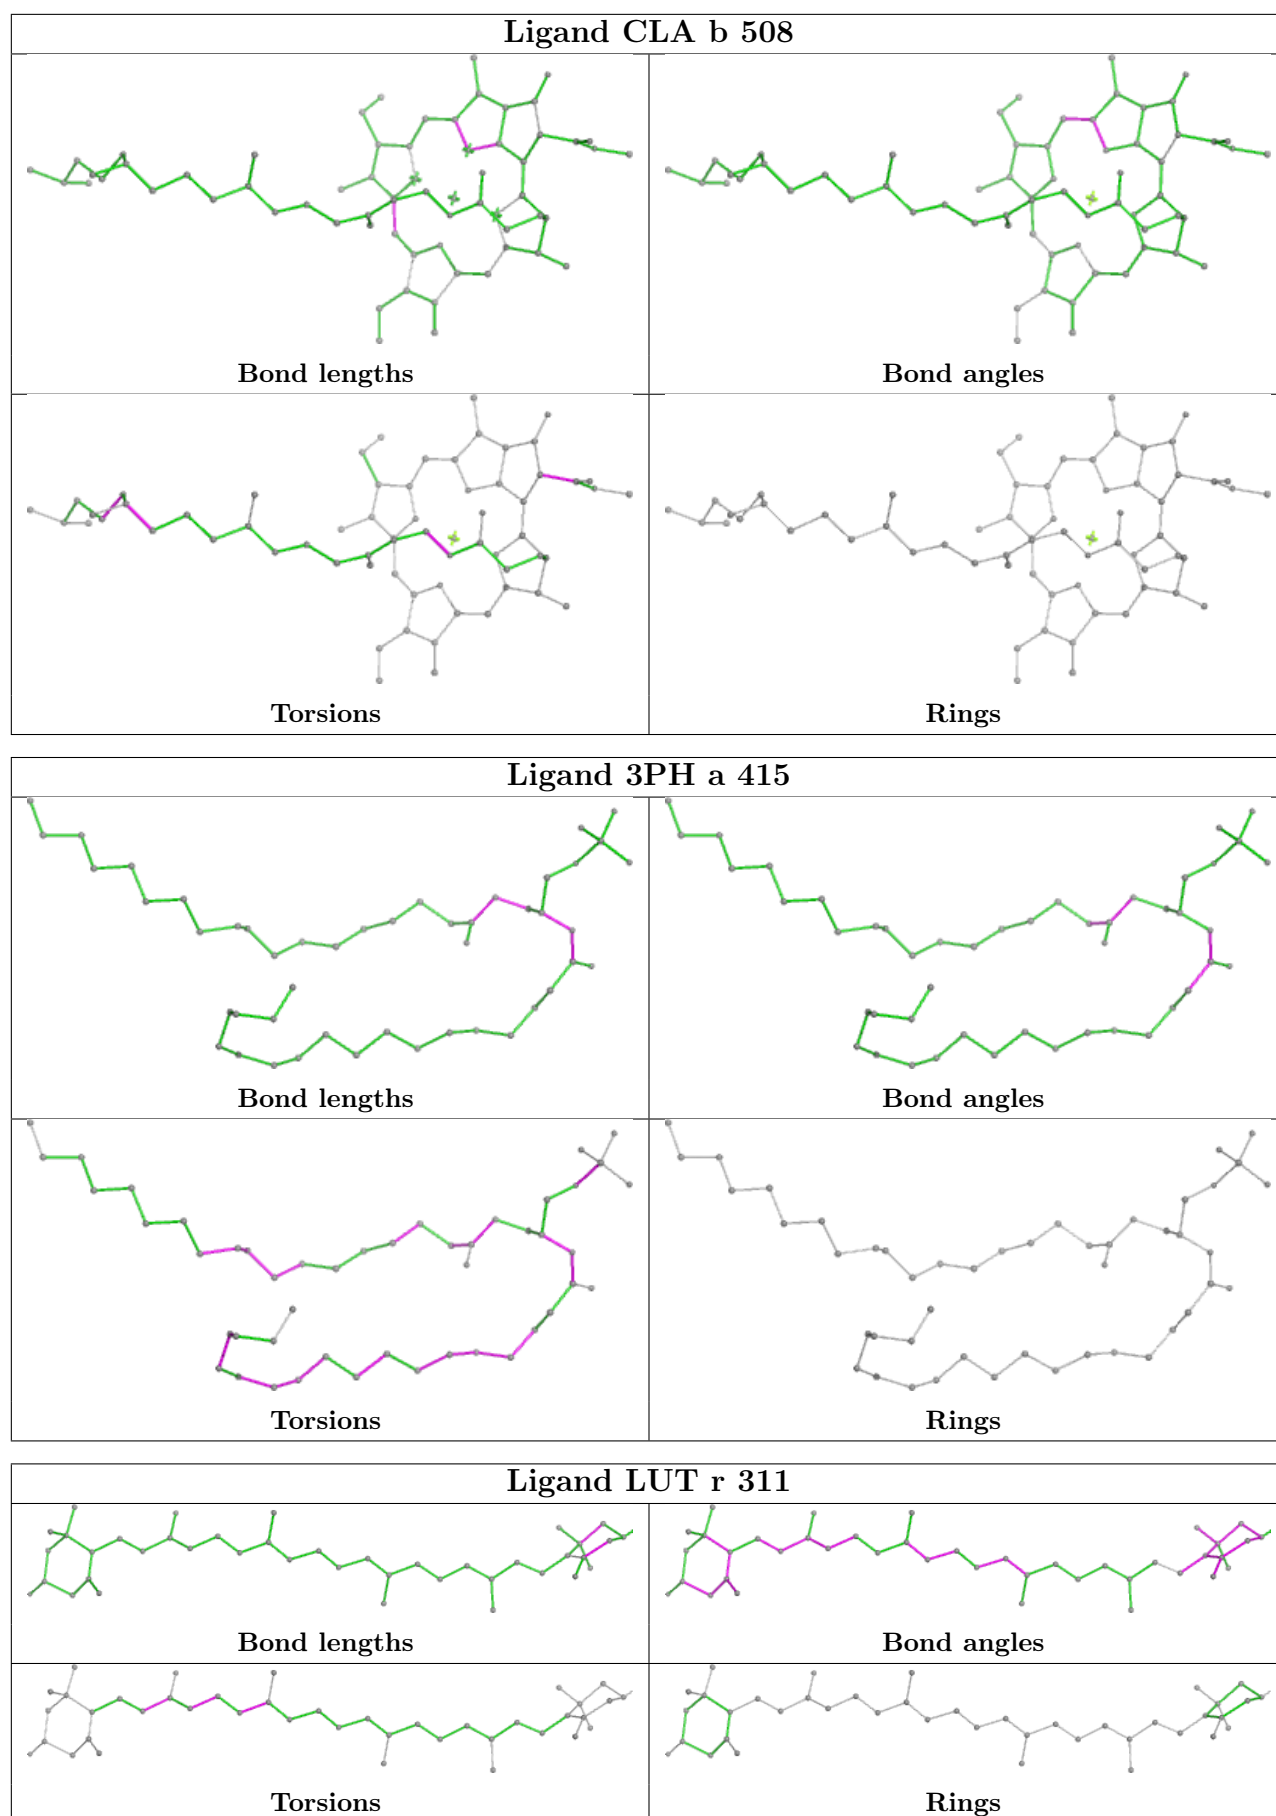 Ligand CLA b 508
Bond lengths
Bond angles
Torsions
Rings
Ligand 3PH a 415
Bond lengths
Bond angles
Torsions
Rings
Ligand LUT r 311
Bond lengths
Bond angles
Torsions
Rings